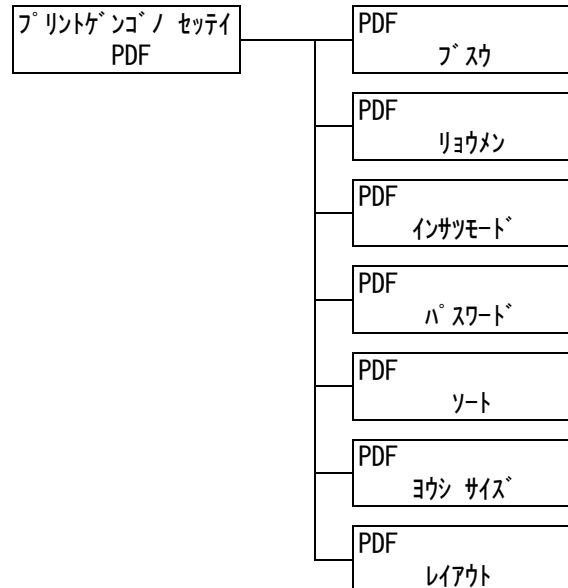 ﾌﾟﾘﾝﾄｹﾞﾝｺﾞﾉ ｾｯﾃｲ
PDF
PDF
ﾌﾞｽｳ
PDF
ﾘｮｳﾒﾝ
PDF
ｲﾝｻﾂﾓｰﾄﾞ
PDF
ﾊﾟｽﾜｰﾄﾞ
PDF
ｿｰﾄ
PDF
ﾖｳｼ ｻｲｽﾞ
PDF
ﾚｲｱｳﾄ